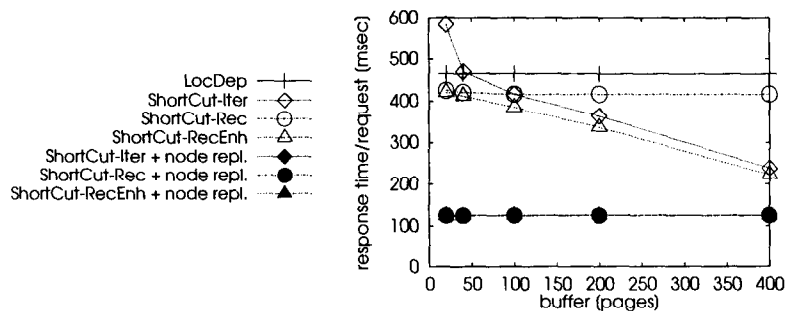 LocDep
ShortCut-Iter
ShortCut-Rec
ShortCut-RecEnh
ShortCut-Iter + node repl.
ShortCut-Rec + node repl.
ShortCut-RecEnh + node repl.
response time/request (msec)
600
500
400
300
200
100
0
0 50 100 150 200 250 300 350 400
buffer (pages)